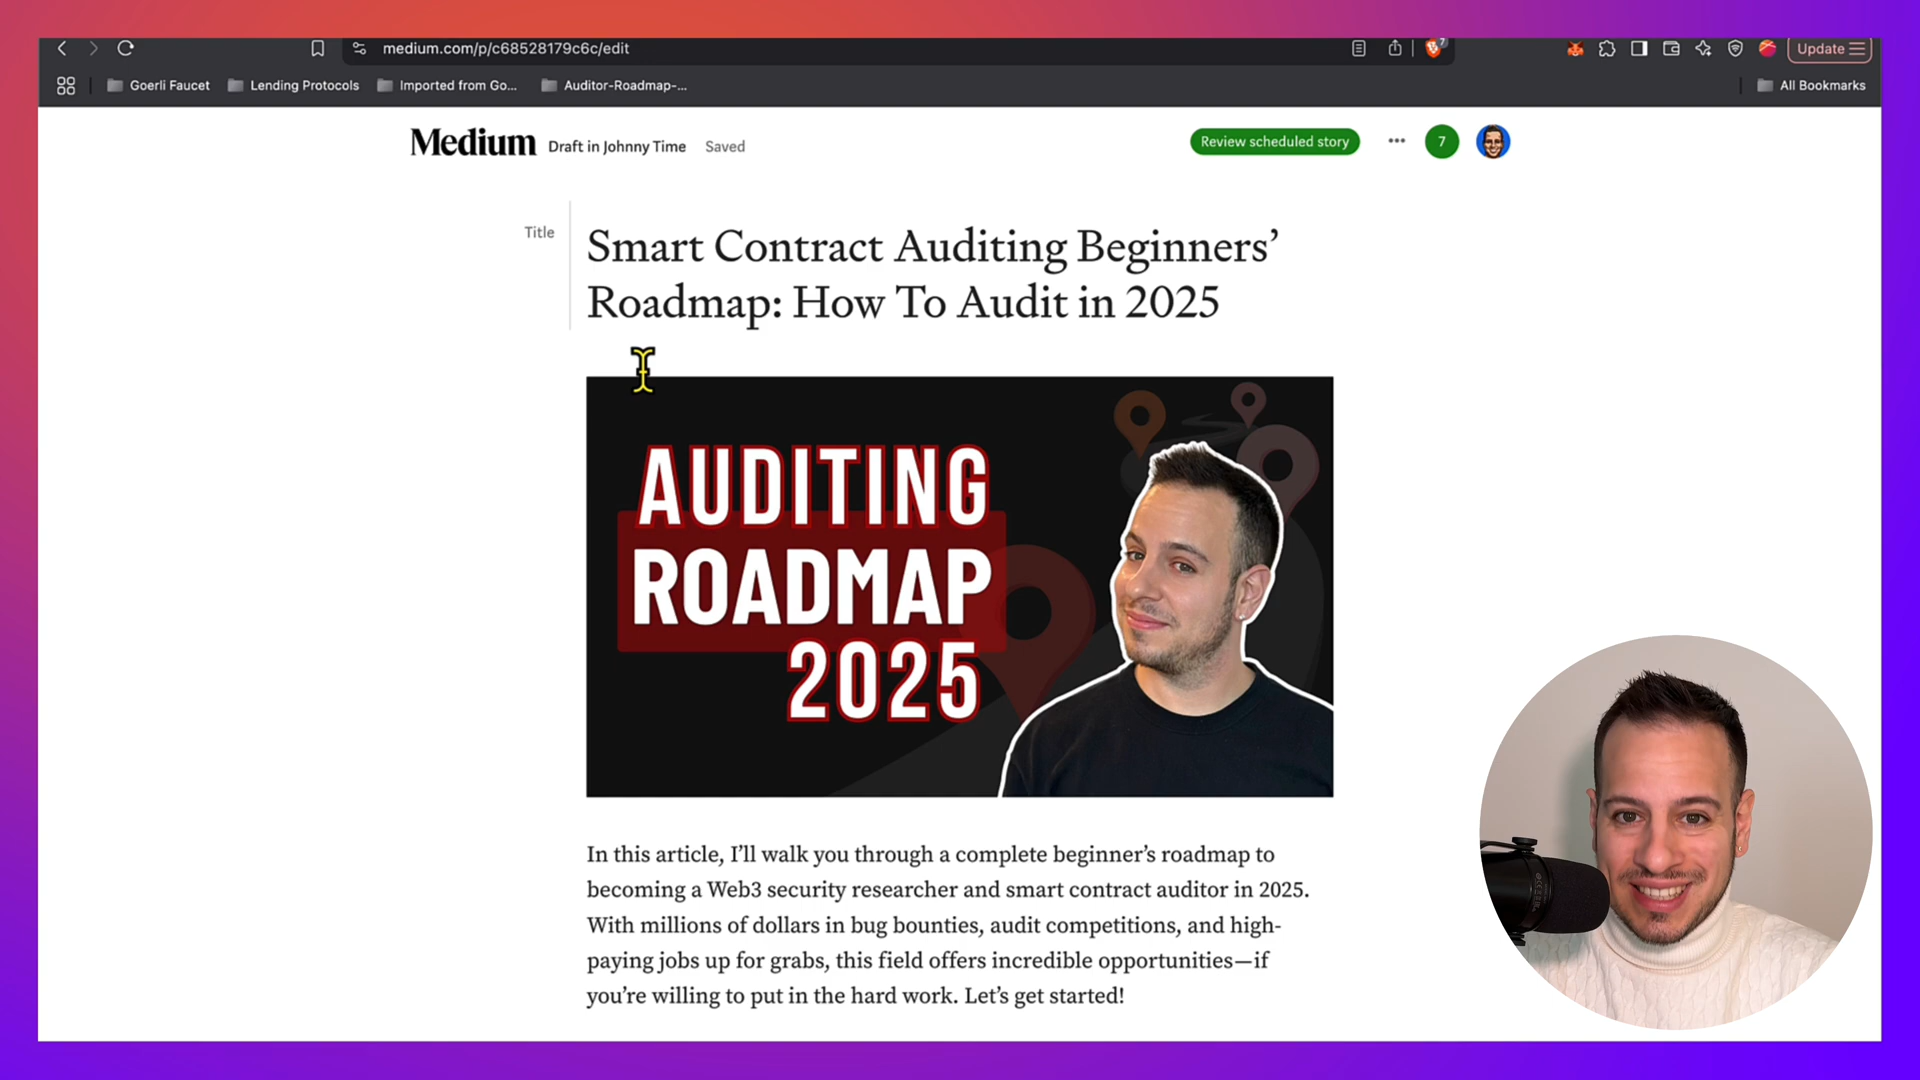 medium.com/p/c68528179c6c/edit
7
Update
Goerli Faucet
Lending Protocols
Imported from Go...
Auditor-Roadmap-...
All Bookmarks
Medium
Draft in Johnny Time
Saved
Review scheduled story
7
Title
Smart Contract Auditing Beginners’
Roadmap: How To Audit in 2025
AUDITING
ROADMAP
2025
In this article, I’ll walk you through a complete beginner’s roadmap to
becoming a Web3 security researcher and smart contract auditor in 2025.
With millions of dollars in bug bounties, audit competitions, and high-
paying jobs up for grabs, this field offers incredible opportunities—if
you’re willing to put in the hard work. Let’s get started!